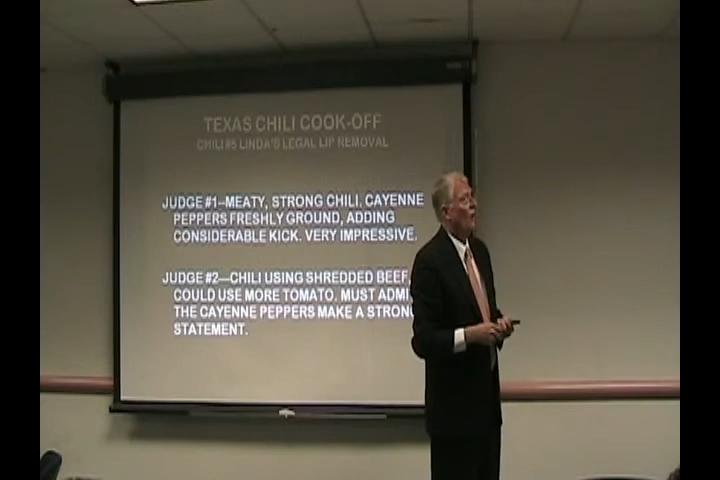 TEXAS CHILI COOK-OFF
CHILI #5 LINDA'S LEGAL LIP REMOVAL
JUDGE #1–MEATY, STRONG CHILI. CAYENNE
PEPPERS FRESHLY GROUND, ADDING
CONSIDERABLE KICK. VERY IMPRESSIVE.
JUDGE #2—CHILI USING SHREDDED BEEF,
COULD USE MORE TOMATO. MUST ADMI
THE CAYENNE PEPPERS MAKE A STRON
STATEMENT.